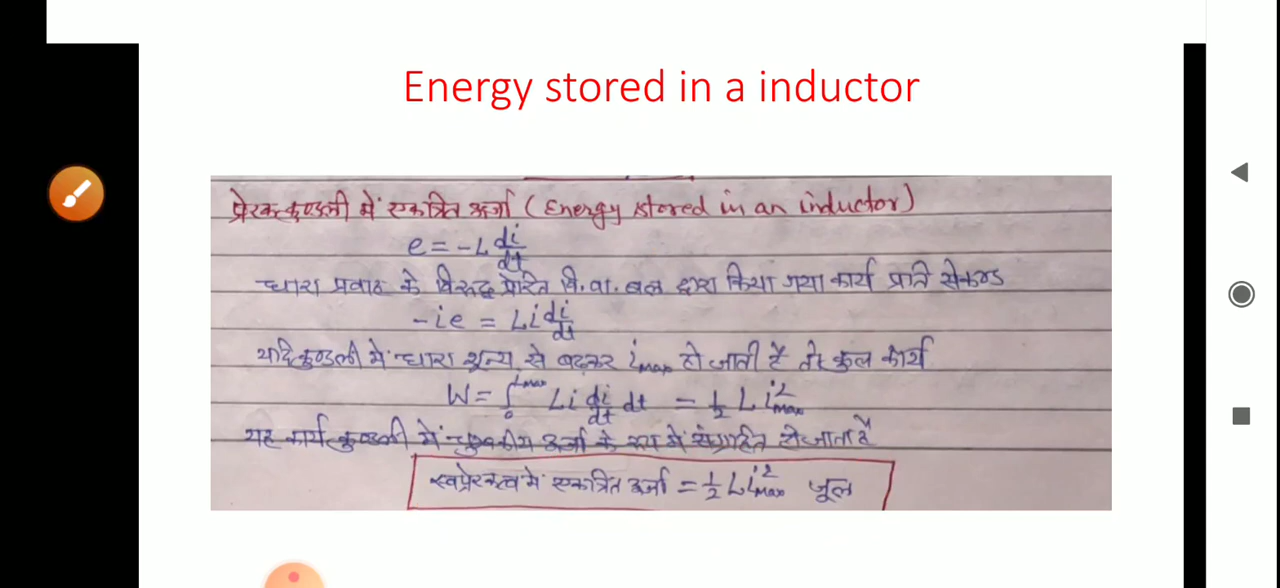 Energy stored in a inductor
प्रेरक कुण्डली में एकत्रित ऊर्जा (Energy stored in an inductor)
e = -L di/dt
धारा प्रवाह के विरुद्ध प्रेरित वि. वा. बल द्वारा किया गया कार्य प्रति सेकण्ड
-ie = Li di/dt
यदि कुण्डली में धारा शून्य से बढ़कर imax हो जाती है तो कुल कार्य
W = ∫₀^imax Li di/dt dt = 1/2 L i²max
यह कार्य कुण्डली में चुम्बकीय ऊर्जा के रूप में संग्रहित हो जाता है
स्वप्रेरकत्व में एकत्रित ऊर्जा = 1/2 L i²max जूल